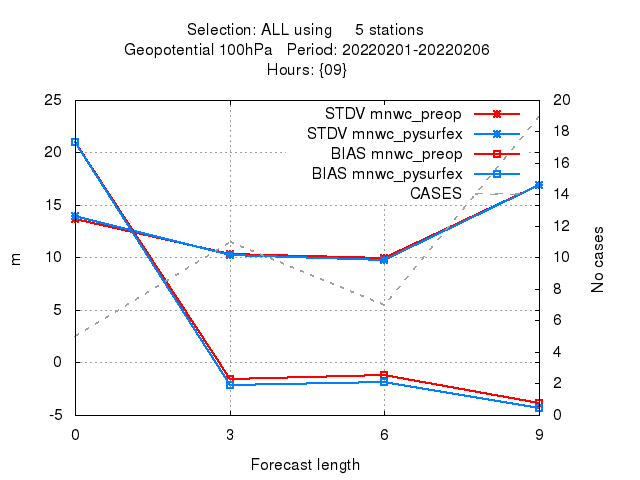 Selection: ALL using     5 stations
Geopotential 100hPa   Period: 20220201-20220206
Hours: {09}
STDV mnwc_preop
STDV mnwc_pysurfex
BIAS mnwc_preop
BIAS mnwc_pysurfex
CASES
25
20
15
10
5
0
-5
m
20
18
16
14
12
10
8
6
4
2
0
No cases
0 3 6 9
Forecast length